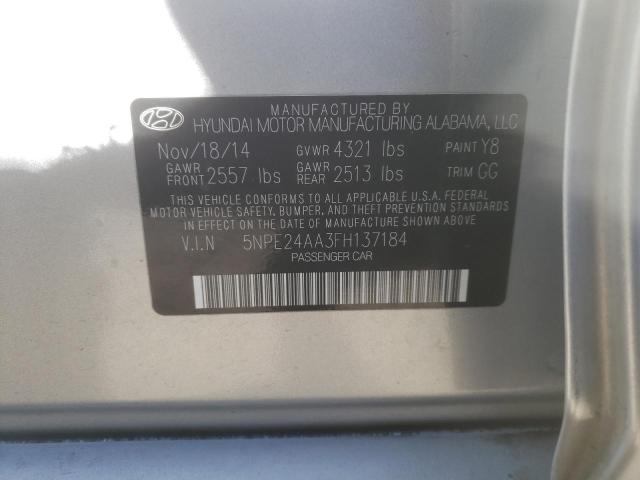 MANUFACTURED BY
HYUNDAI MOTOR MANUFACTURING ALABAMA, LLC
Nov/18/14 GVWR 4321 lbs PAINT Y8
GAWR FRONT 2557 lbs GAWR REAR 2513 lbs TRIM GG
THIS VEHICLE CONFORMS TO ALL APPLICABLE U.S.A. FEDERAL
MOTOR VEHICLE SAFETY, BUMPER, AND THEFT PREVENTION
STANDARDS IN EFFECT ON THE DATE OF MANUFACTURE SHOWN ABOVE.
V.I.N 5NPE24AA3FH137184
PASSENGER CAR